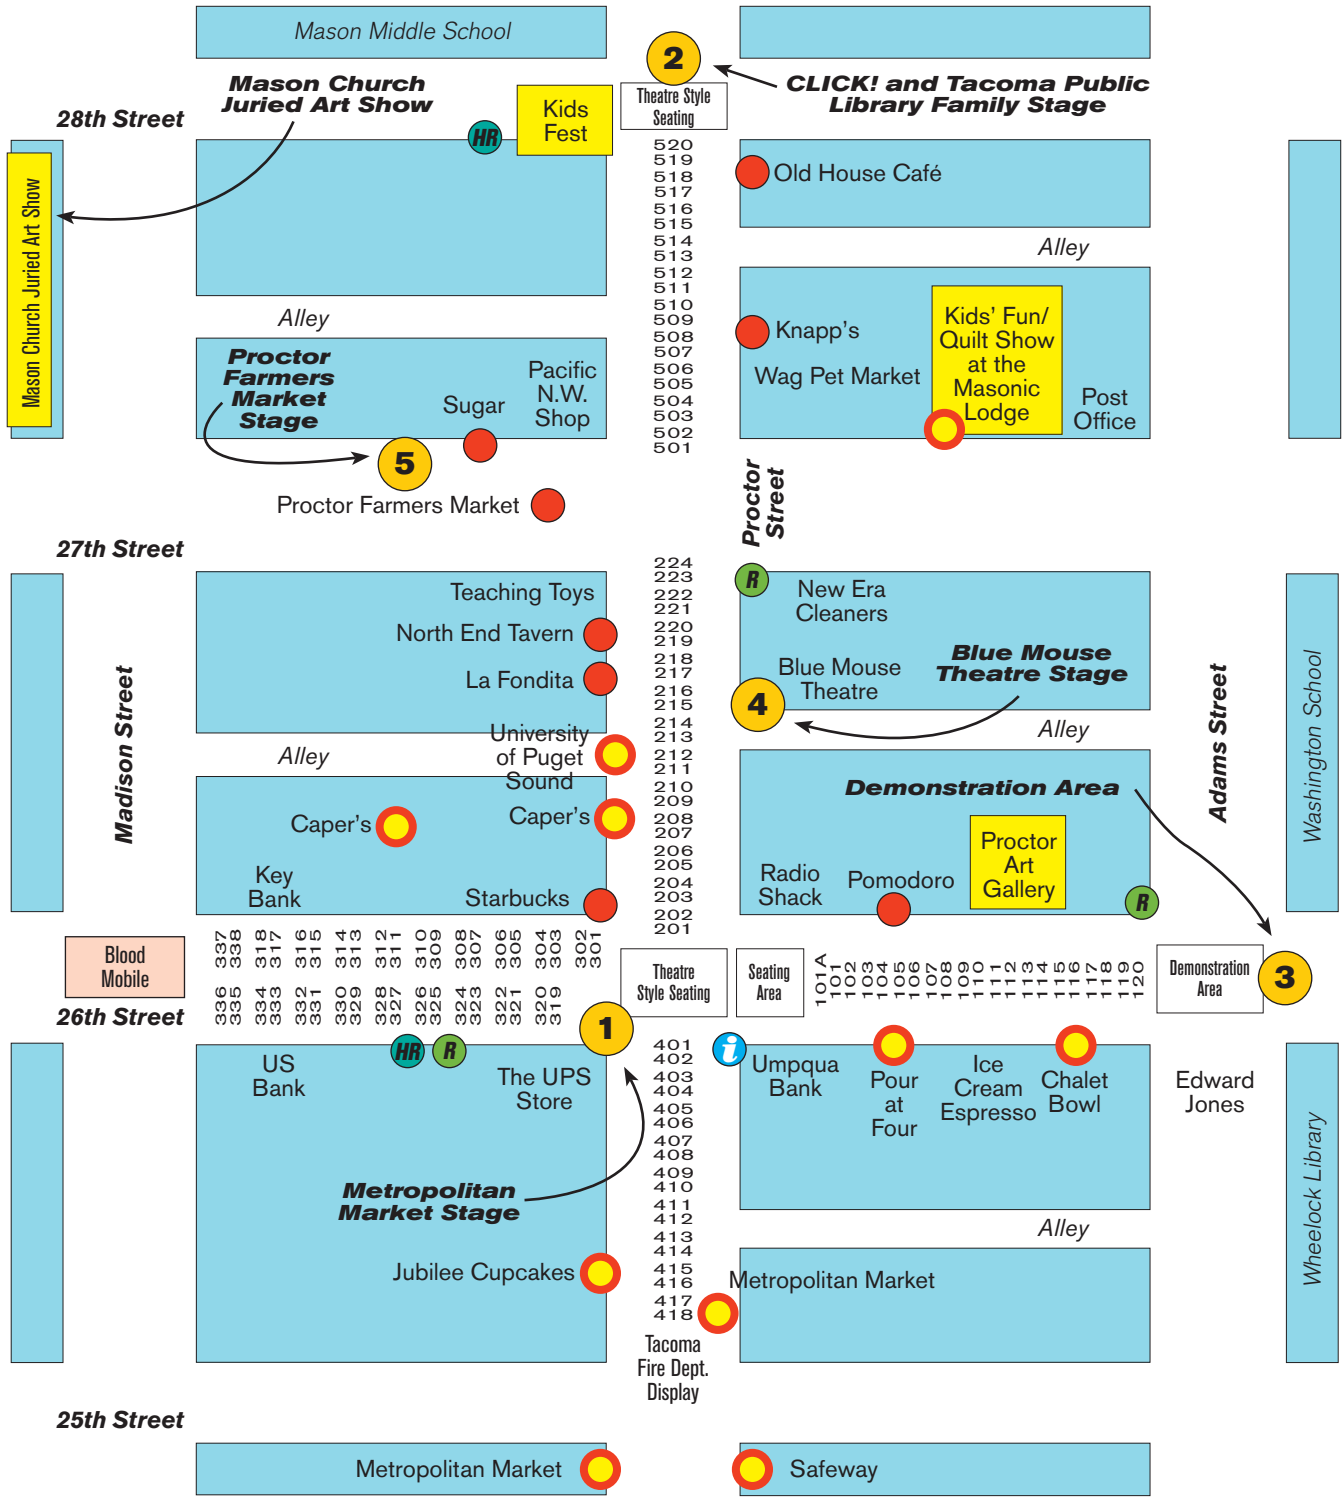 Mason Middle School
2
Mason Church
Juried Art Show
CLICK! and Tacoma Public
Library Family Stage
Kids
Fest
Theatre Style
Seating
28th Street
HR
Mason Church Juried Art Show
520
519
518
517
516
515
514
513
512
511
510
509
508
507
506
505
504
503
502
501
Old House Café
Alley
Alley
Knapp's
Wag Pet Market
Kids' Fun/
Quilt Show
at the
Masonic
Lodge
Post
Office
Proctor
Farmers
Market
Stage
Sugar
Pacific
N.W.
Shop
5
Proctor Farmers Market
Proctor
Street
27th Street
224
223
222
221
220
219
218
217
216
215
214
213
212
211
210
209
208
207
206
205
204
203
202
201
Teaching Toys
North End Tavern
La Fondita
University
of Puget
Sound
Alley
Caper's
Caper's
Key
Bank
Starbucks
Madison Street
R
New Era
Cleaners
Blue Mouse
Theatre
Blue Mouse
Theatre Stage
4
Alley
Demonstration Area
Proctor
Art
Gallery
Radio
Shack
Pomodoro
R
Adams Street
Washington School
Blood
Mobile
337
338
318
317
316
315
314
313
312
311
310
309
308
307
306
305
304
303
302
301
336
335
334
333
332
331
330
329
328
327
326
325
324
323
322
321
320
319
Theatre
Style Seating
Seating
Area
101A
101
102
103
104
105
106
107
108
109
110
111
112
113
114
115
116
117
118
119
120
Demonstration
Area
3
26th Street
1
HR
R
US
Bank
The UPS
Store
Metropolitan
Market Stage
Jubilee Cupcakes
401
402
403
404
405
406
407
408
409
410
411
412
413
414
415
416
417
418
i
Umpqua
Bank
Pour
at
Four
Ice
Cream
Espresso
Chalet
Bowl
Edward
Jones
Alley
Metropolitan Market
Wheelock Library
Tacoma
Fire Dept.
Display
25th Street
Metropolitan Market
Safeway